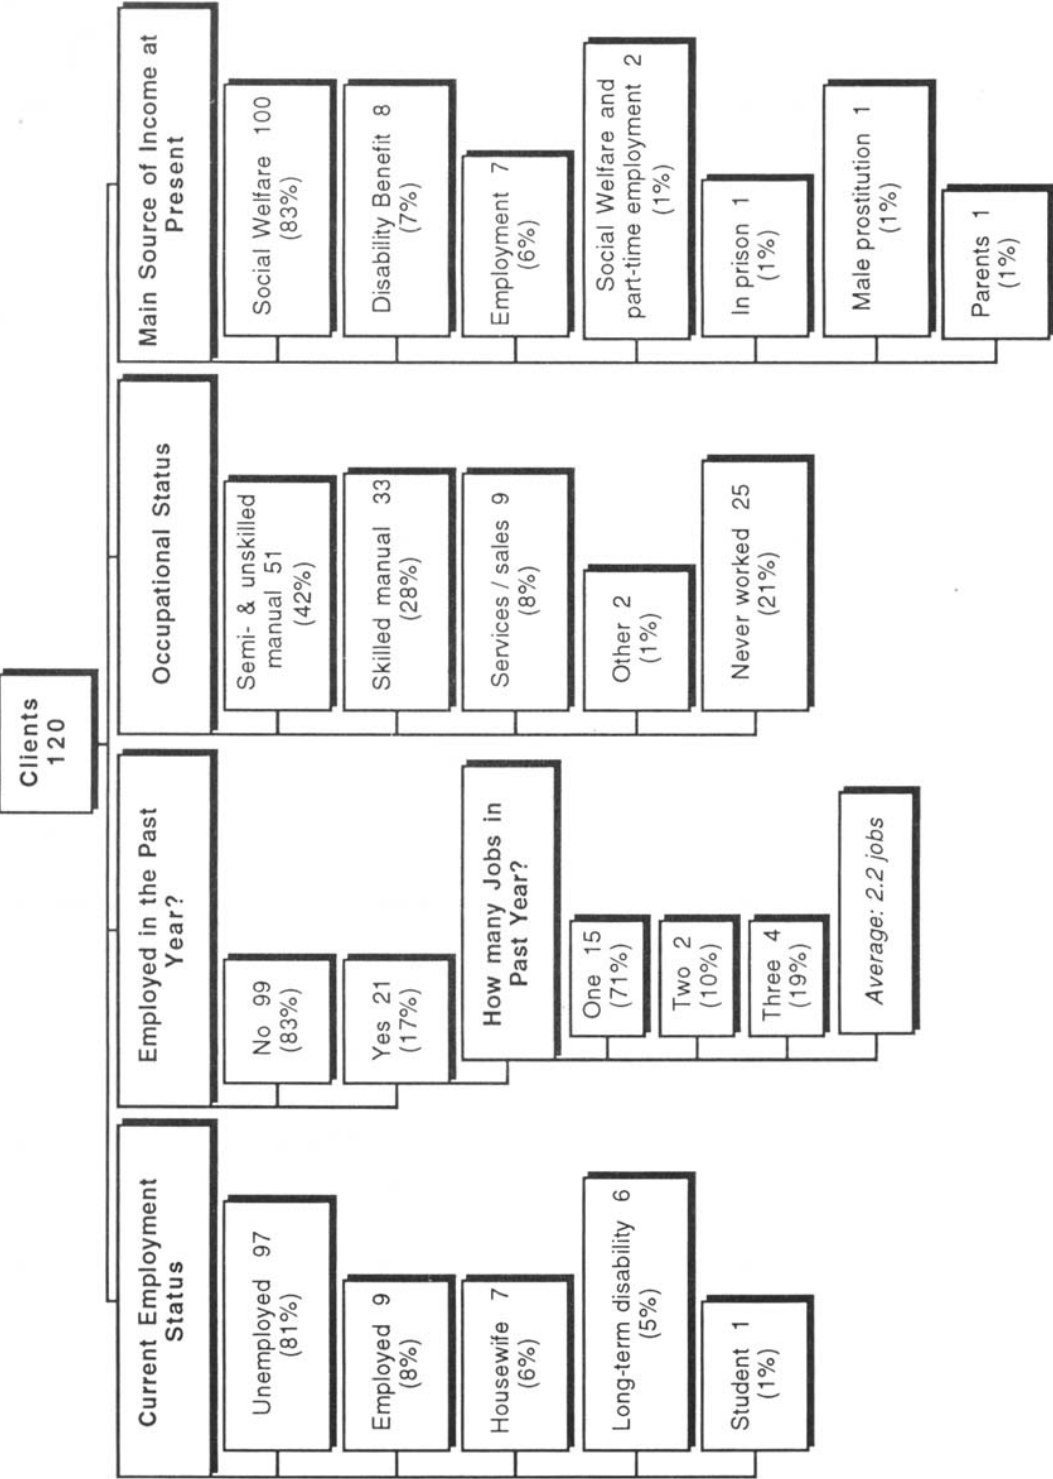 Clients
120
Current Employment
Status
Unemployed 97
(81%)
Employed 9
(8%)
Housewife 7
(6%)
Long-term disability 6
(5%)
Student 1
(1%)
Employed in the Past
Year?
No 99
(83%)
Yes 21
(17%)
How many Jobs in
Past Year?
One 15
(71%)
Two 2
(10%)
Three 4
(19%)
Average: 2.2 jobs
Occupational Status
Semi- & unskilled
manual 51
(42%)
Skilled manual 33
(28%)
Services / sales 9
(8%)
Other 2
(1%)
Never worked 25
(21%)
Main Source of Income at
Present
Social Welfare 100
(83%)
Disability Benefit 8
(7%)
Employment 7
(6%)
Social Welfare and
part-time employment 2
(1%)
In prison 1
(1%)
Male prostitution 1
(1%)
Parents 1
(1%)